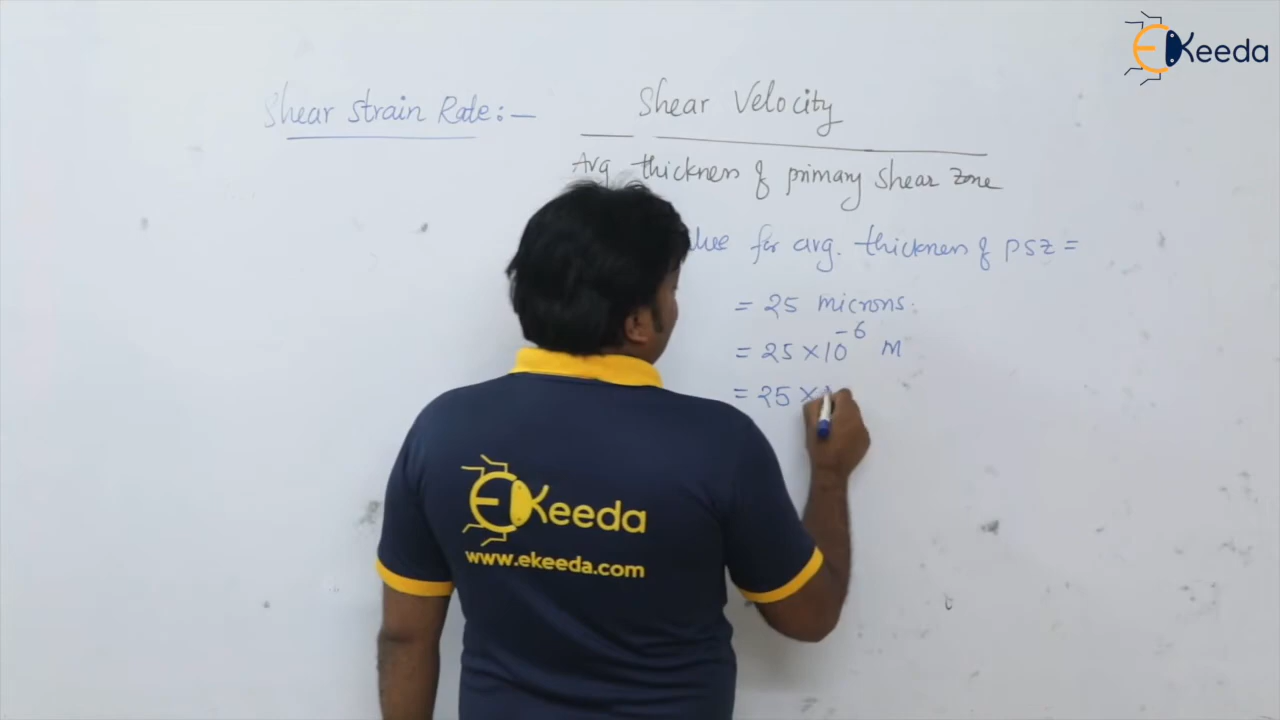 EKeeda
Shear Strain Rate:— Shear Velocity
Avg thickness of primary Shear Zone
for avg. thickness of PSZ =
= 25 microns.
= 25 × 10⁻⁶ M
= 25 ×
EKeeda
www.ekeeda.com